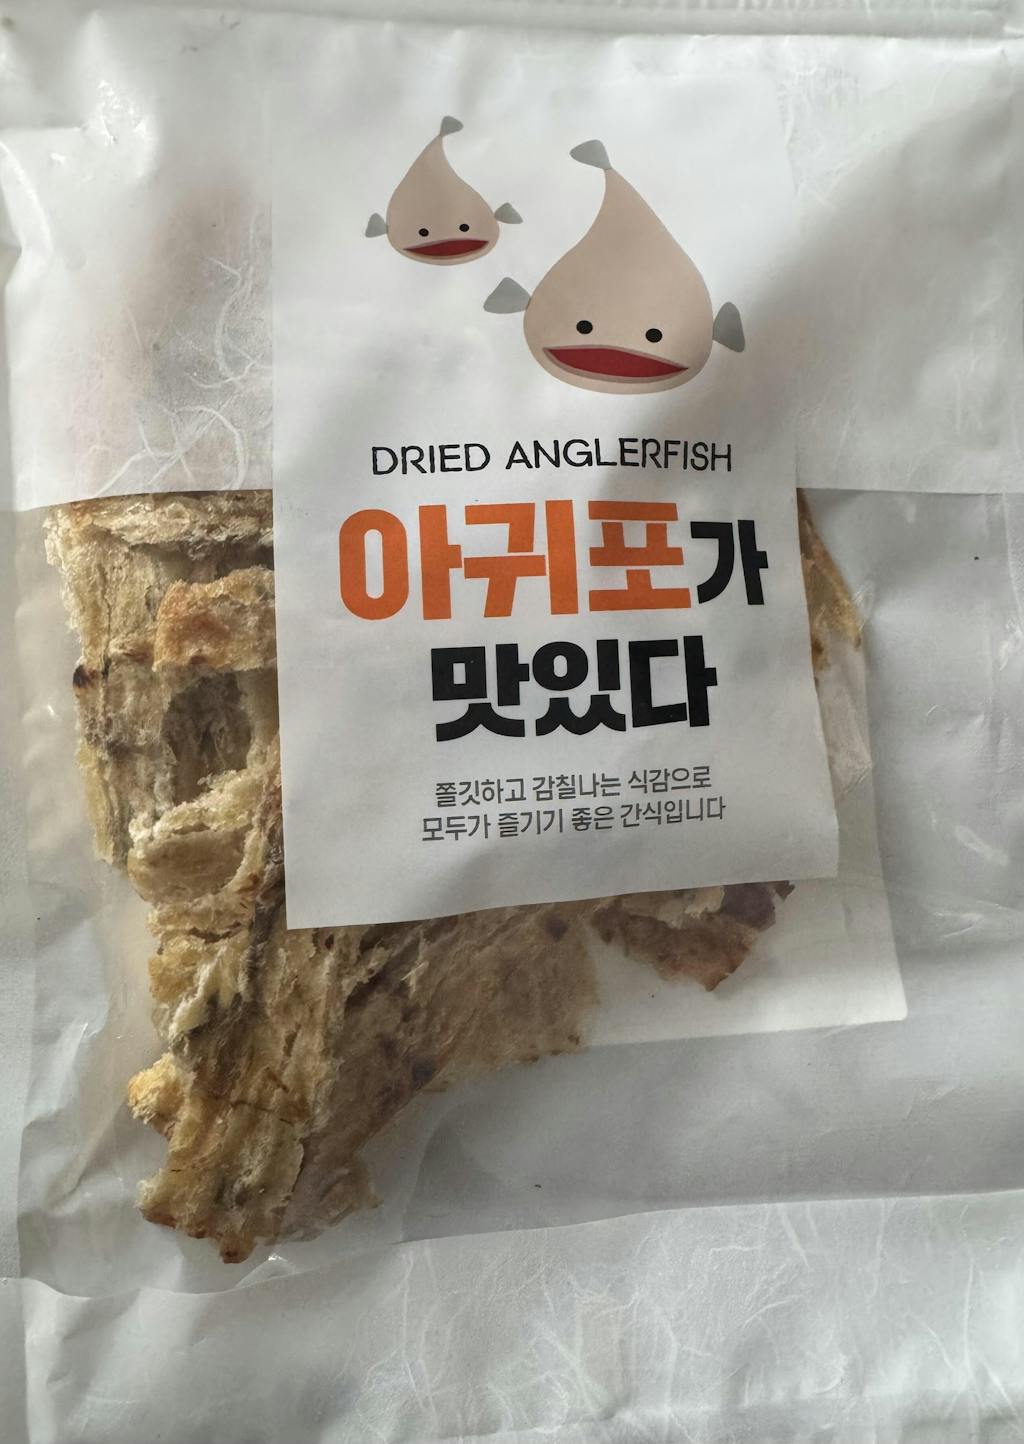 DRIED ANGLERFISH
아귀포가
맛있다
쫄깃하고 감칠나는 식감으로
모두가 즐기기 좋은 간식입니다